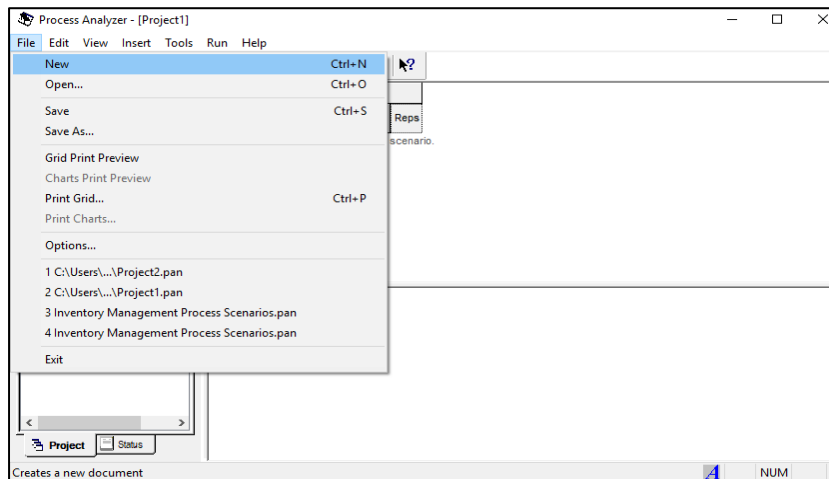 Process Analyzer - [Project1]
File Edit View Insert Tools Run Help
New Ctrl+N
Open... Ctrl+O
Save Ctrl+S
Save As...
Reps
scenario.
Grid Print Preview
Charts Print Preview
Print Grid... Ctrl+P
Print Charts...
Options...
1 C:\Users\...\Project2.pan
2 C:\Users\...\Project1.pan
3 Inventory Management Process Scenarios.pan
4 Inventory Management Process Scenarios.pan
Exit
Project Status
Creates a new document A NUM